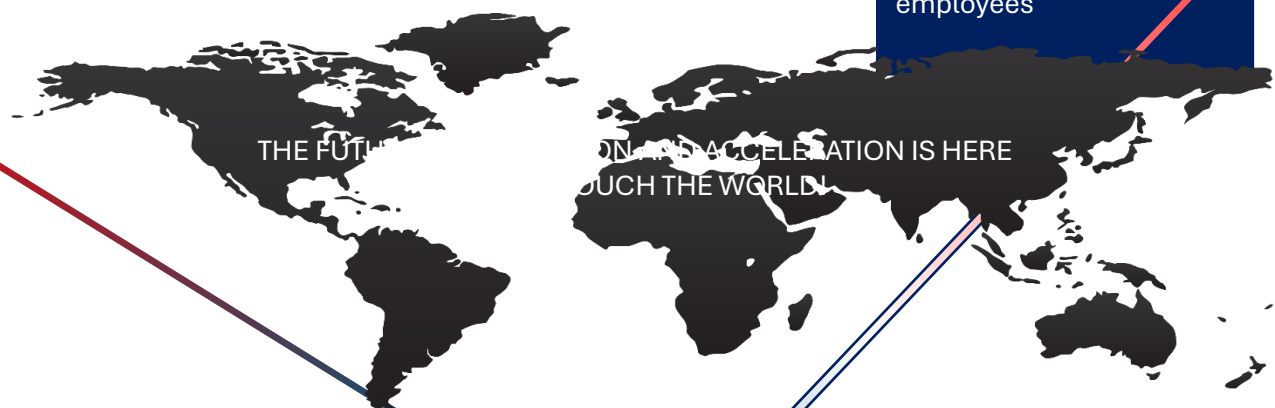 employees
THE FUTU ON AND ACCELERATION IS HERE
OUCH THE WORLD!